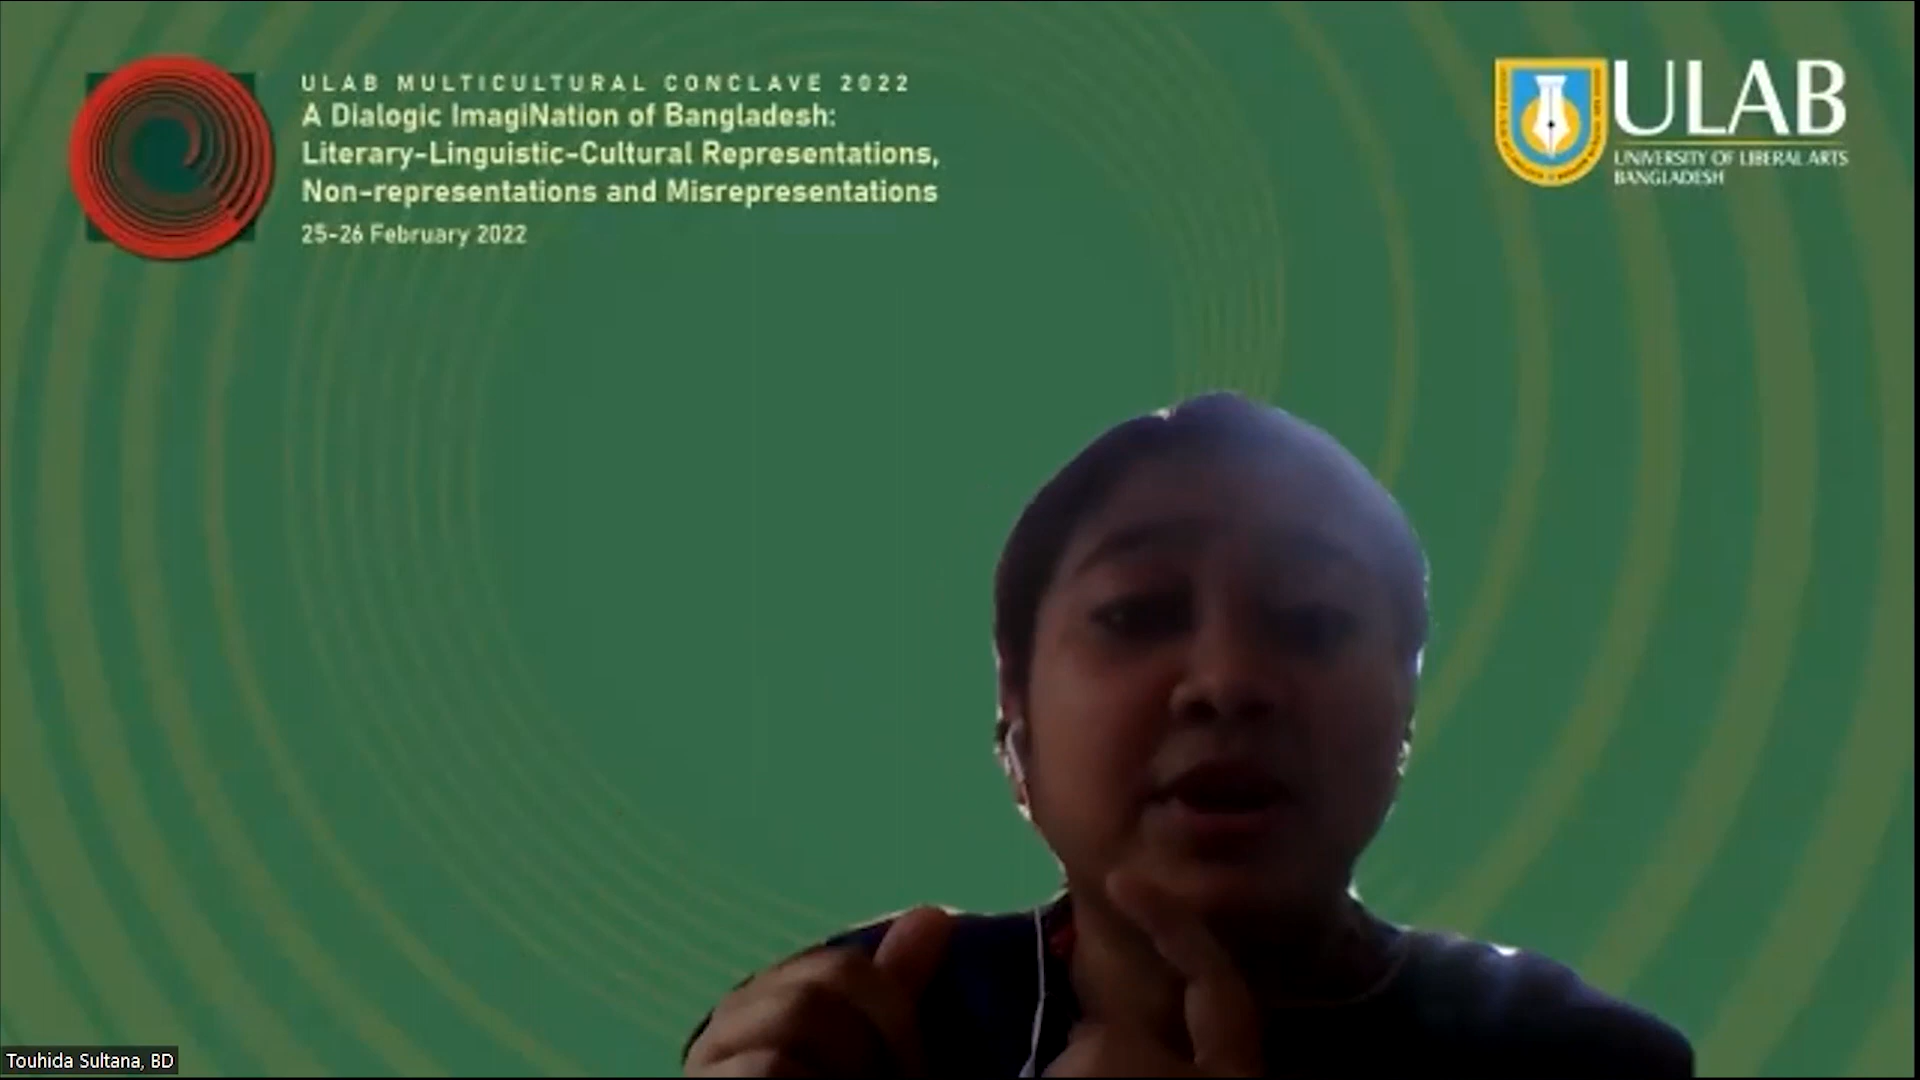 ULAB MULTICULTURAL CONCLAVE 2022
A Dialogic ImagiNation of Bangladesh:
Literary-Linguistic-Cultural Representations,
Non-representations and Misrepresentations
25-26 February 2022
ULAB
UNIVERSITY OF LIBERAL ARTS
BANGLADESH
Touhida Sultana, BD